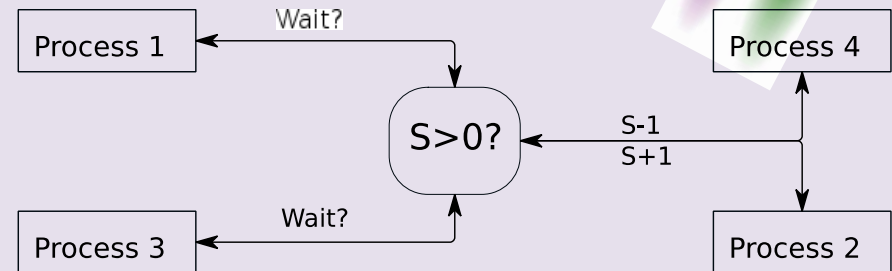 Wait?
Process 1
Process 4
S>0?
S-1
S+1
Wait?
Process 3
Process 2